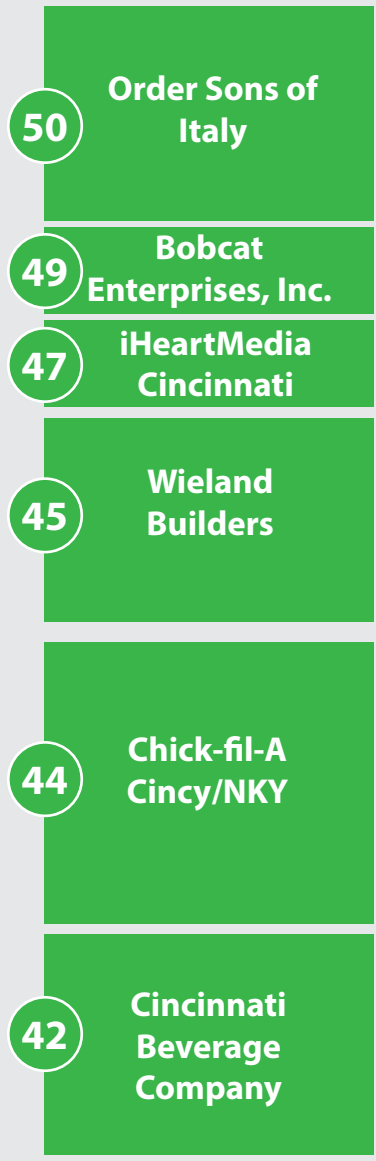 50
Order Sons of
Italy
49
Bobcat
Enterprises, Inc.
47
iHeartMedia
Cincinnati
45
Wieland
Builders
44
Chick-fil-A
Cincy/NKY
42
Cincinnati
Beverage
Company